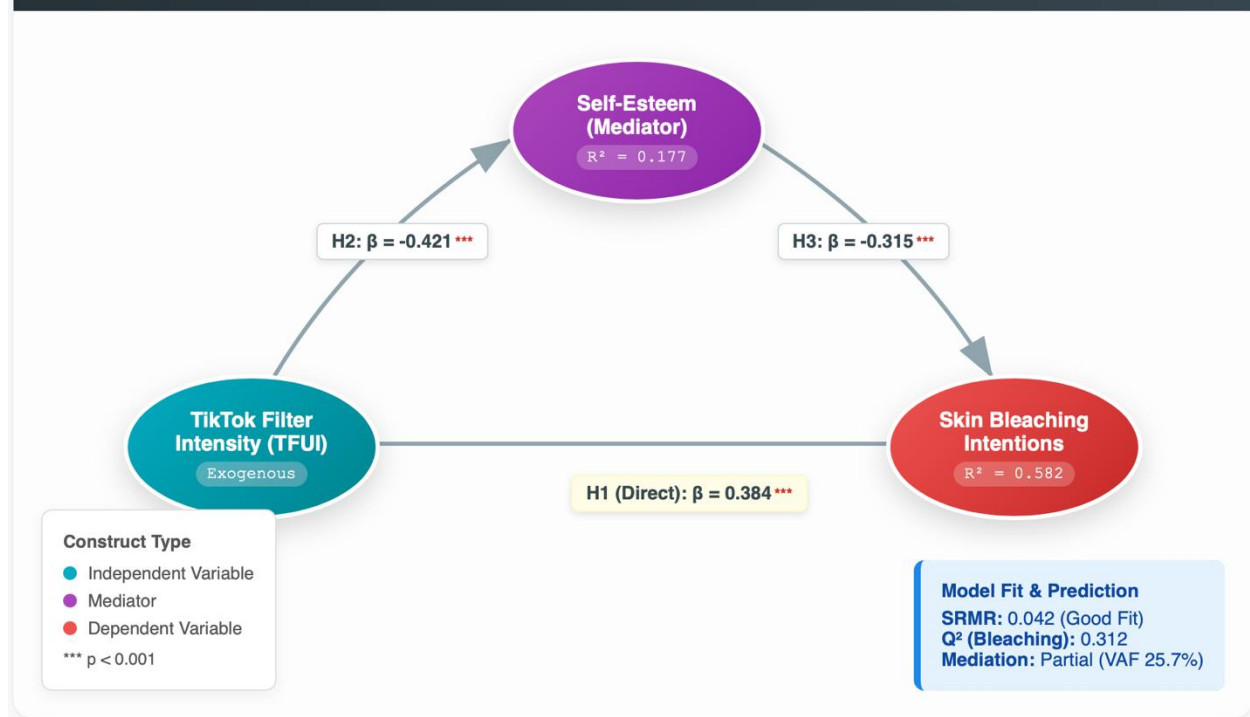 Self-Esteem
(Mediator)
R² = 0.177
H2: β = -0.421 ***
H3: β = -0.315 ***
TikTok Filter
Intensity (TFUI)
Exogenous
Skin Bleaching
Intentions
R² = 0.582
H1 (Direct): β = 0.384 ***
Construct Type
Independent Variable
Mediator
Dependent Variable
*** p < 0.001
Model Fit & Prediction
SRMR: 0.042 (Good Fit)
Q² (Bleaching): 0.312
Mediation: Partial (VAF 25.7%)